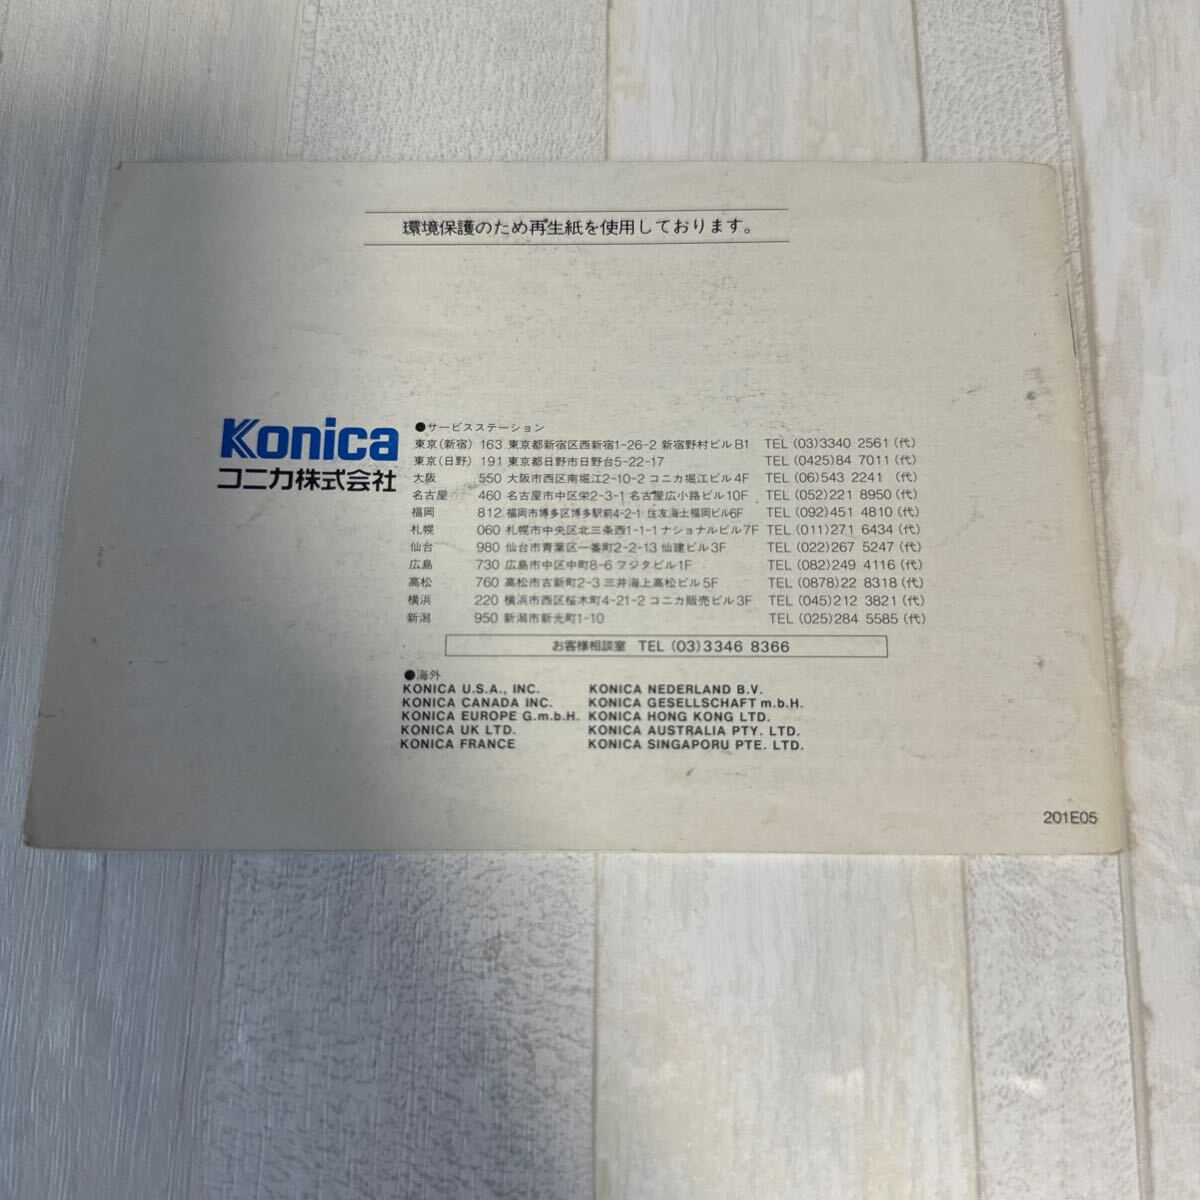 環境保護のため再生紙を使用しております。
Konica
コニカ株式会社
●サービスステーション
東京(新宿) 163 東京都新宿区西新宿1-26-2 新宿野村ビルB1 TEL (03)3340 2561 (代)
東京(日野) 191 東京都日野市日野台5-22-17 TEL (0425)84 7011 (代)
大阪 550 大阪市西区南堀江2-10-2 コニカ堀江ビル4F TEL (06)543 2241 (代)
名古屋 460 名古屋市中区栄2-3-1 名古屋広小路ビル10F TEL (052)221 8950 (代)
福岡 812 福岡市博多区博多駅前4-2-1 住友海上福岡ビル6F TEL (092)451 4810 (代)
札幌 060 札幌市中央区北三条西1-1-1 ナショナルビル7F TEL (011)271 6434 (代)
仙台 980 仙台市青葉区一番町2-2-13 仙建ビル3F TEL (022)267 5247 (代)
広島 730 広島市中区中町8-6 フジタビル1F TEL (082)249 4116 (代)
高松 760 高松市古新町2-3 三井海上高松ビル5F TEL (0878)22 8318 (代)
横浜 220 横浜市西区桜木町4-21-2 コニカ販売ビル3F TEL (045)212 3821 (代)
新潟 950 新潟市新光町1-10 TEL (025)284 5585 (代)
お客様相談室 TEL (03)3346 8366
●海外
KONICA U.S.A., INC. KONICA NEDERLAND B.V.
KONICA CANADA INC. KONICA GESELLSCHAFT m.b.H.
KONICA EUROPE G.m.b.H. KONICA HONG KONG LTD.
KONICA UK LTD. KONICA AUSTRALIA PTY. LTD.
KONICA FRANCE KONICA SINGAPORU PTE. LTD.
201E05